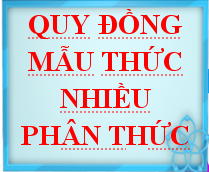 QUY ĐỒNG
MẪU THỨC
NHIỀU
PHÂN THỨC